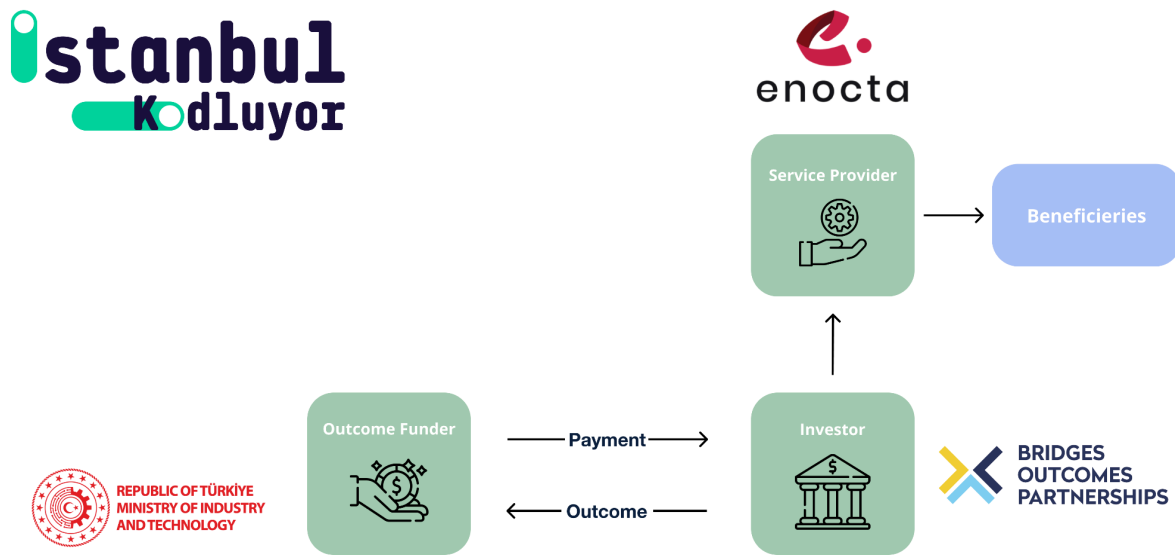 istanbul
Kodluyor
enocta
Service Provider
Beneficieries
Outcome Funder
Payment
Investor
Outcome
REPUBLIC OF TÜRKİYE
MINISTRY OF INDUSTRY
AND TECHNOLOGY
BRIDGES
OUTCOMES
PARTNERSHIPS